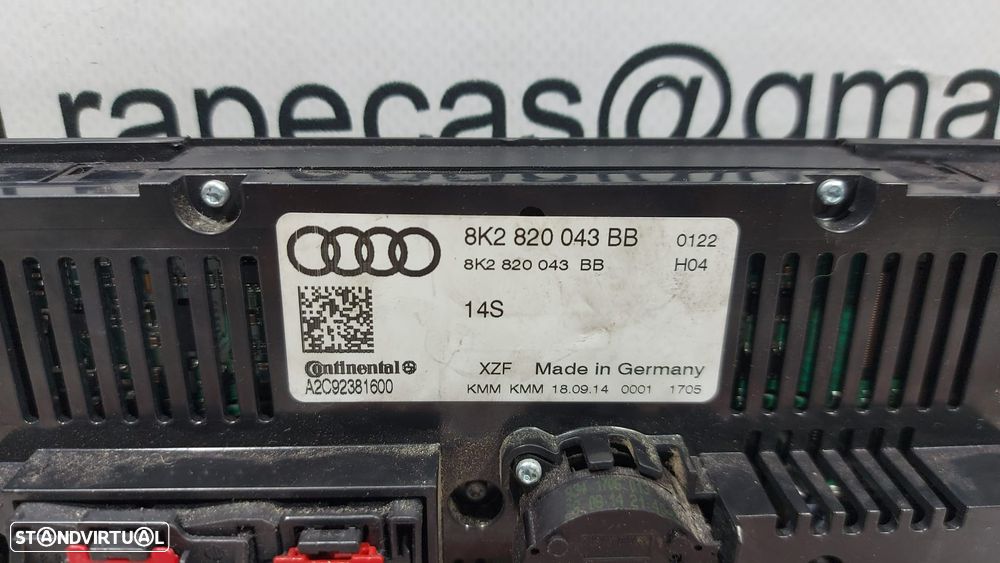 rapecas@gma
8K2 820 043 BB 0122
8K2 820 043 BB H04
14S
Continental
A2C92381600
XZF Made in Germany
KMM KMM 18.09.14 0001 1705
STANDVIRTUAL
STANDVIRTUAL